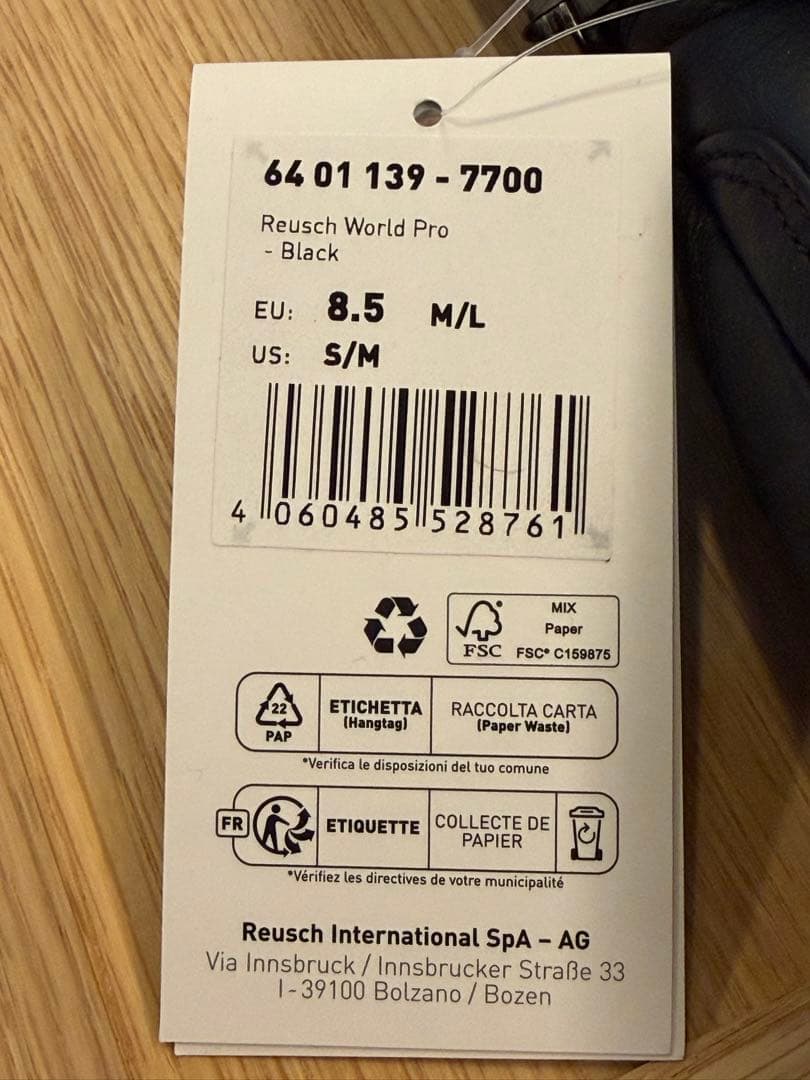 64 01 139 - 7700
Reusch World Pro
- Black
EU: 8.5 M/L
US: S/M
4 060485 528761
MIX
Paper
FSC FSC® C159875
22
PAP
ETICHETTA
(Hangtag)
RACCOLTA CARTA
(Paper Waste)
*Verifica le disposizioni del tuo comune
FR
ETIQUETTE
COLLECTE DE
PAPIER
*Vérifiez les directives de votre municipalité
Reusch International SpA – AG
Via Innsbruck / Innsbrucker Straße 33
I-39100 Bolzano / Bozen